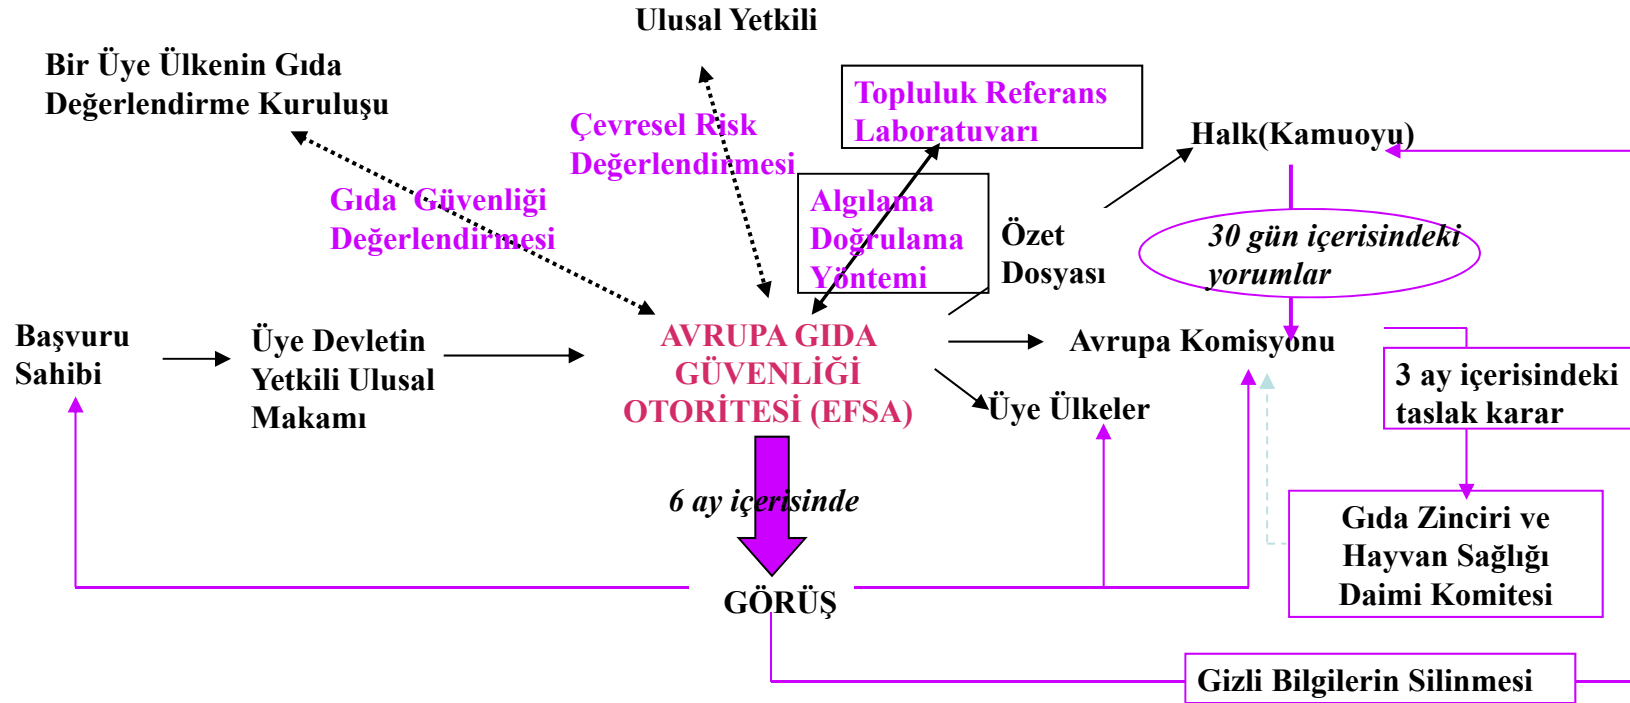 Ulusal Yetkili
Bir Üye Ülkenin Gıda
Değerlendirme Kuruluşu
Çevresel Risk
Değerlendirmesi
Topluluk Referans
Laboratuvarı
Halk(Kamuoyu)
Gıda Güvenliği
Değerlendirmesi
Algılama
Doğrulama
Yöntemi
Özet
Dosyası
30 gün içerisindeki
yorumlar
Başvuru
Sahibi
Üye Devletin
Yetkili Ulusal
Makamı
AVRUPA GIDA
GÜVENLİĞİ
OTORİTESİ (EFSA)
Avrupa Komisyonu
Üye Ülkeler
3 ay içerisindeki
taslak karar
6 ay içerisinde
Gıda Zinciri ve
Hayvan Sağlığı
Daimi Komitesi
GÖRÜŞ
Gizli Bilgilerin Silinmesi